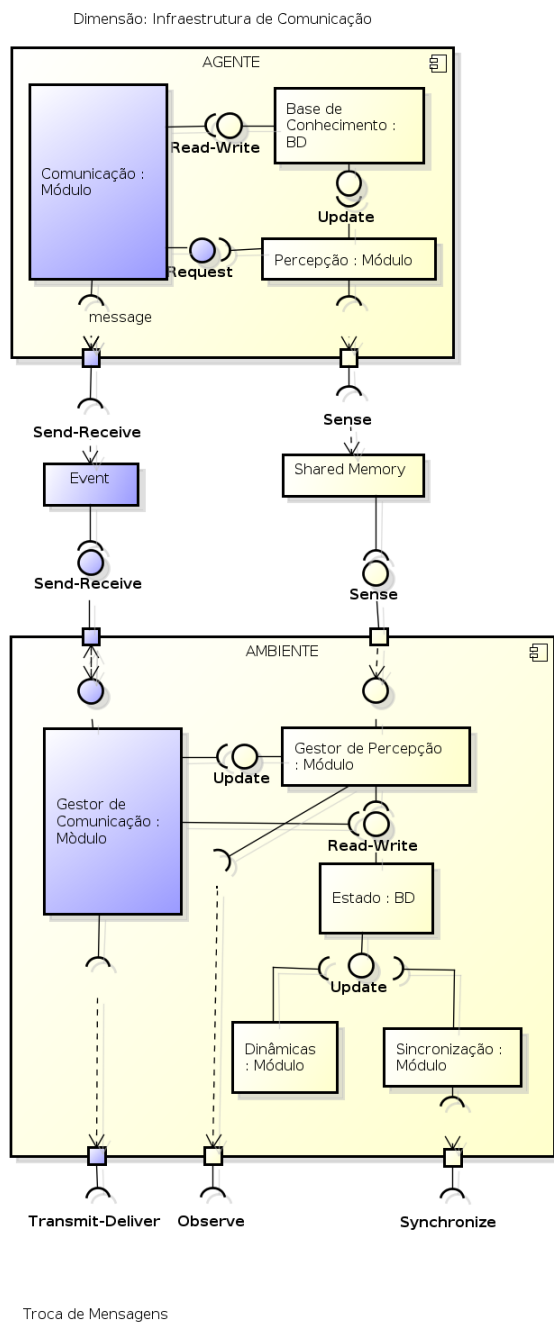 Dimensão: Infraestrutura de Comunicação
AGENTE
Base de
Conhecimento :
BD
Read-Write
Comunicação :
Módulo
Update
Percepção : Módulo
Request
message
Sense
Send-Receive
Shared Memory
Event
Send-Receive
Sense
AMBIENTE
Gestor de Percepção
: Módulo
Update
Gestor de
Comunicação :
Mòdulo
Read-Write
Estado : BD
Update
Dinâmicas
: Módulo
Sincronização :
Módulo
Transmit-Deliver
Observe
Synchronize
Troca de Mensagens